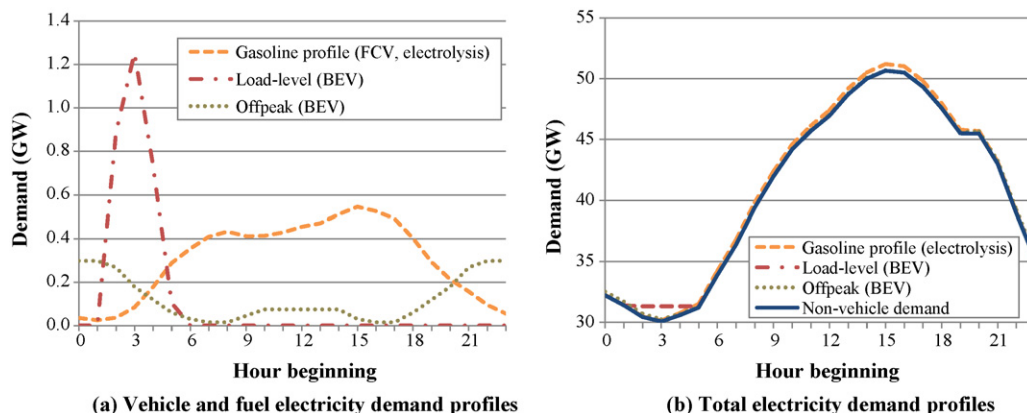 1.4
1.2
1.0
0.8
0.6
0.4
0.2
0.0
Demand (GW)
Gasoline profile (FCV, electrolysis)
Load-level (BEV)
Offpeak (BEV)
0 3 6 9 12 15 18 21
Hour beginning
(a) Vehicle and fuel electricity demand profiles
55
50
45
40
35
30
Demand (GW)
Gasoline profile (electrolysis)
Load-level (BEV)
Offpeak (BEV)
Non-vehicle demand
0 3 6 9 12 15 18 21
Hour beginning
(b) Total electricity demand profiles